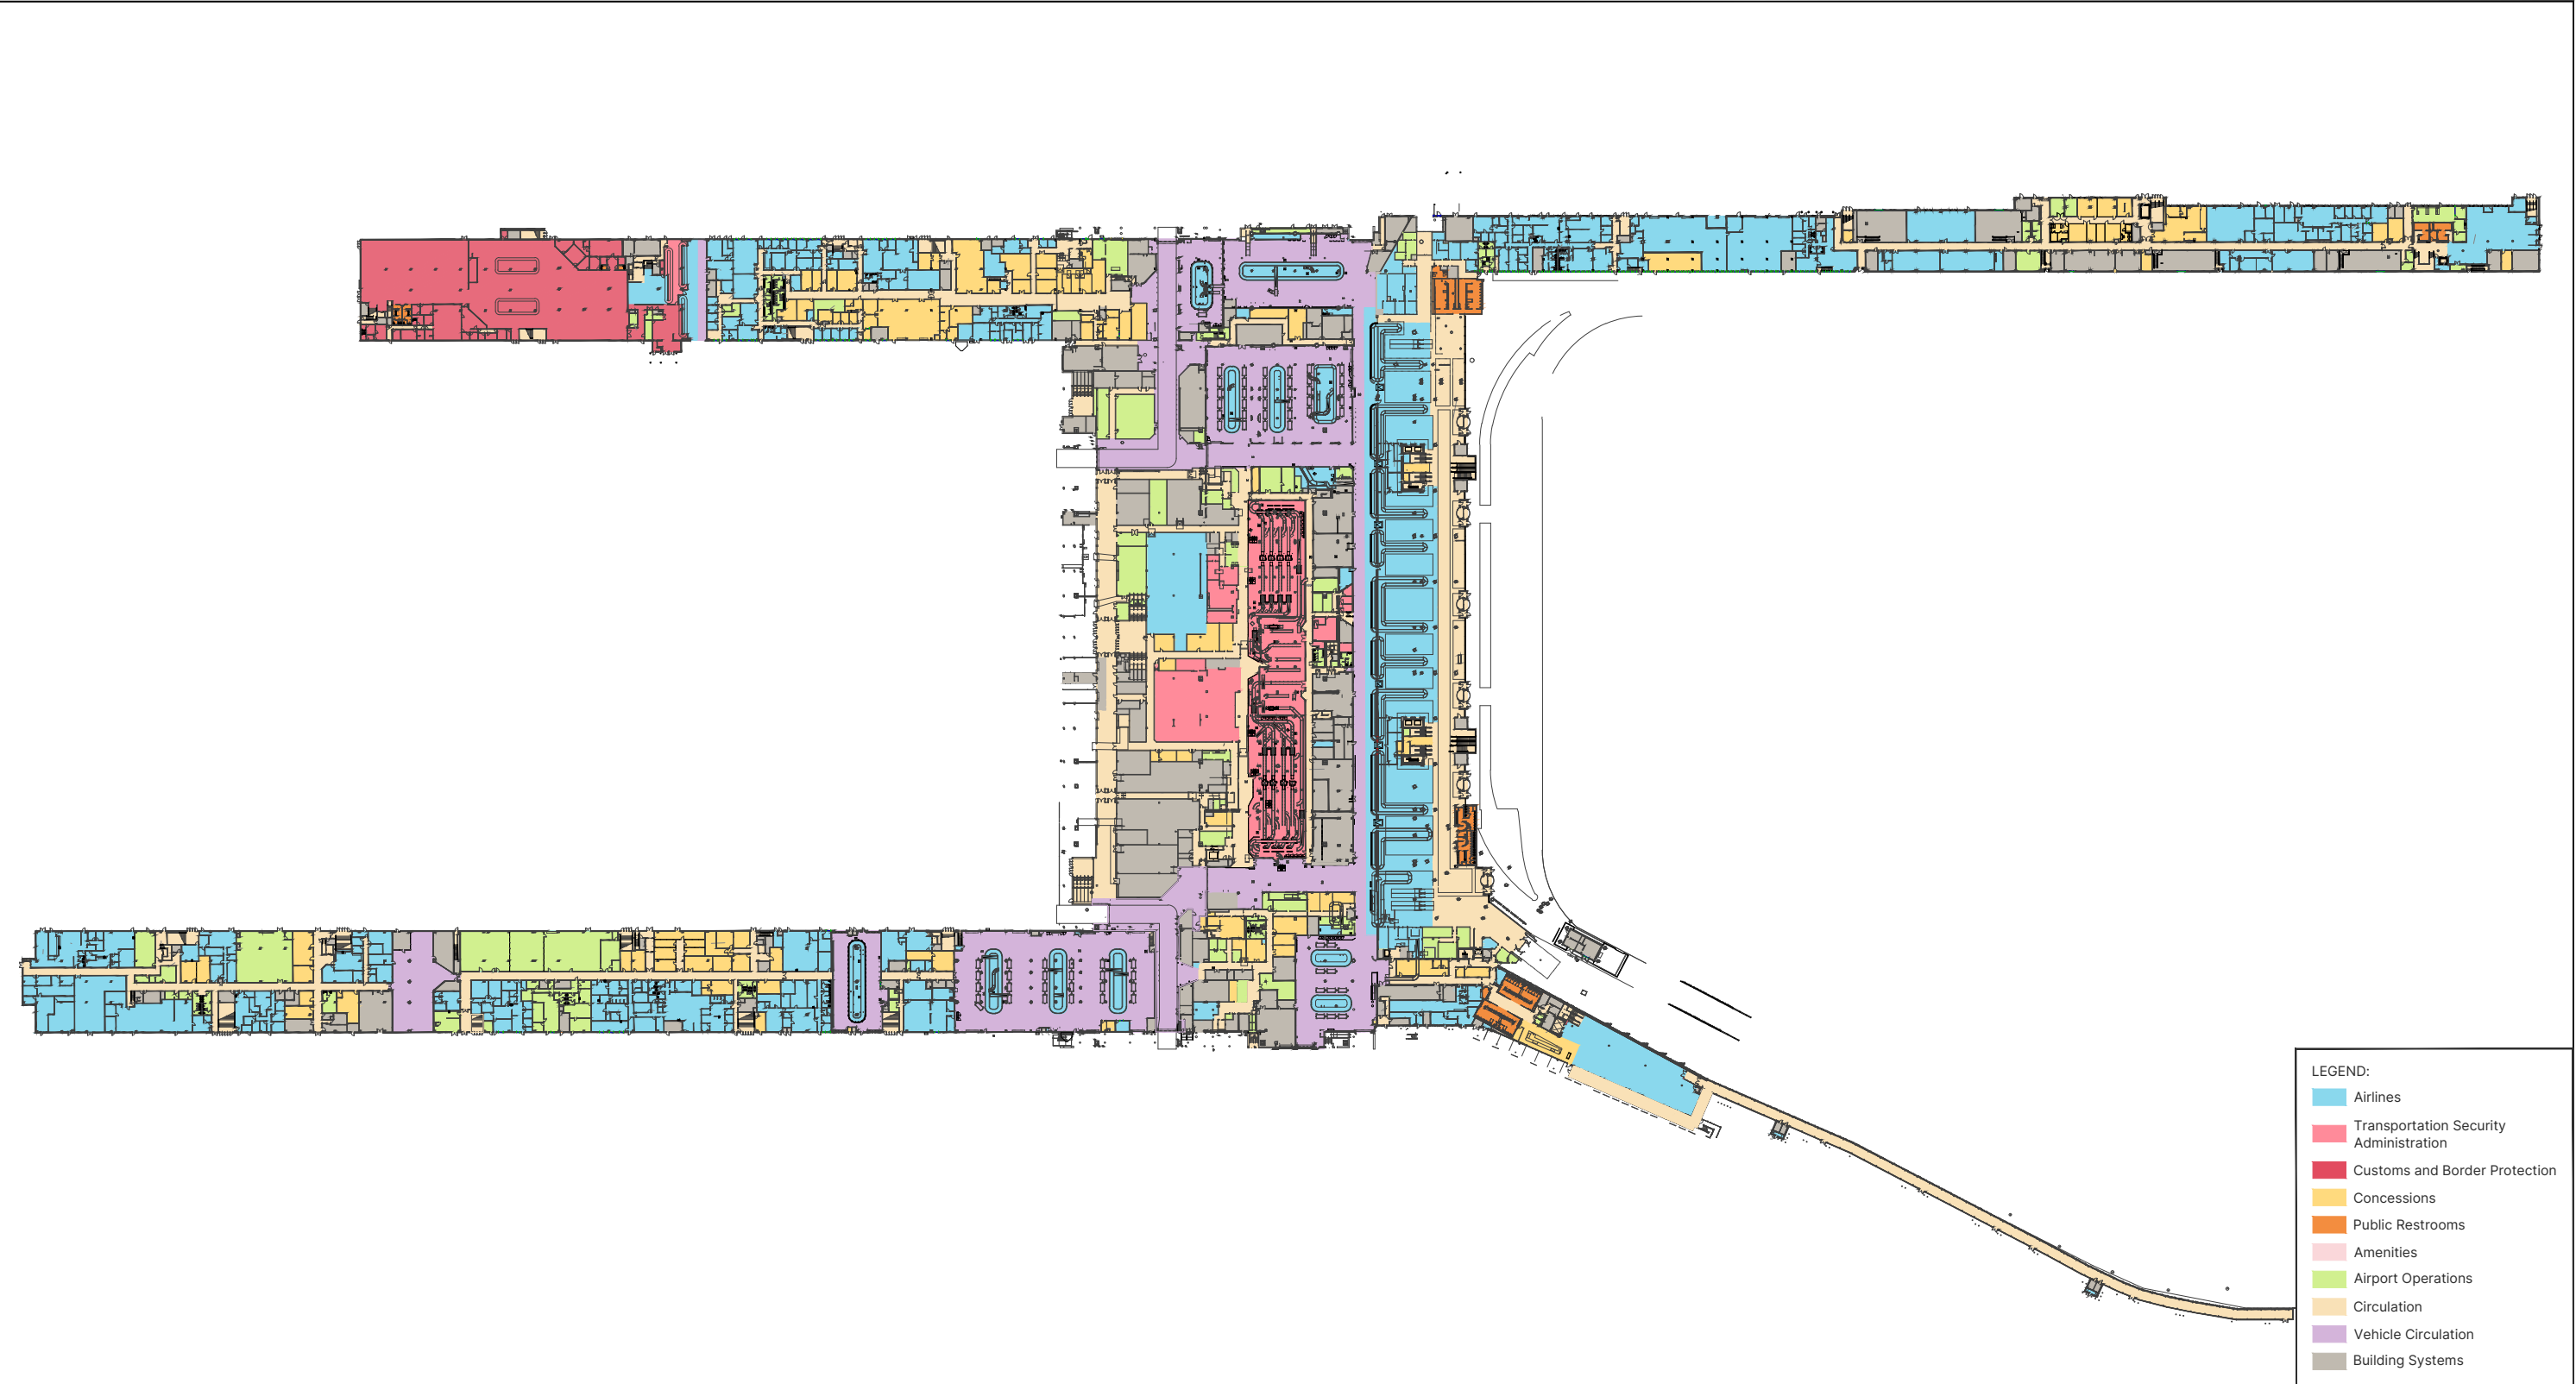 h
LEGEND:
Airlines
Transportation Security
Administration
Customs and Border Protection
Concessions
Public Restrooms
Amenities
Airport Operations
Circulation
Vehicle Circulation
Building Systems